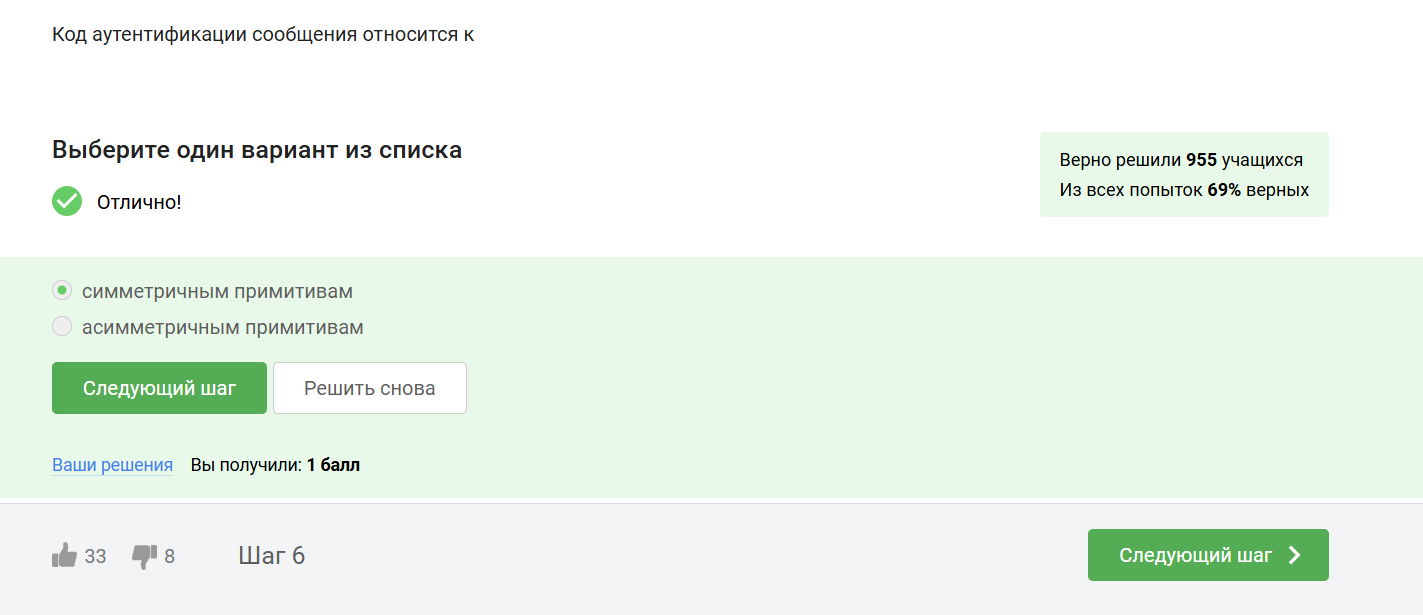 Код аутентификации сообщения относится к
Выберите один вариант из списка
Верно решили 955 учащихся
Из всех попыток 69% верных
Отлично!
симметричным примитивам
асимметричным примитивам
Следующий шаг
Решить снова
Ваши решения Вы получили: 1 балл
33 8 Шаг 6 Следующий шаг